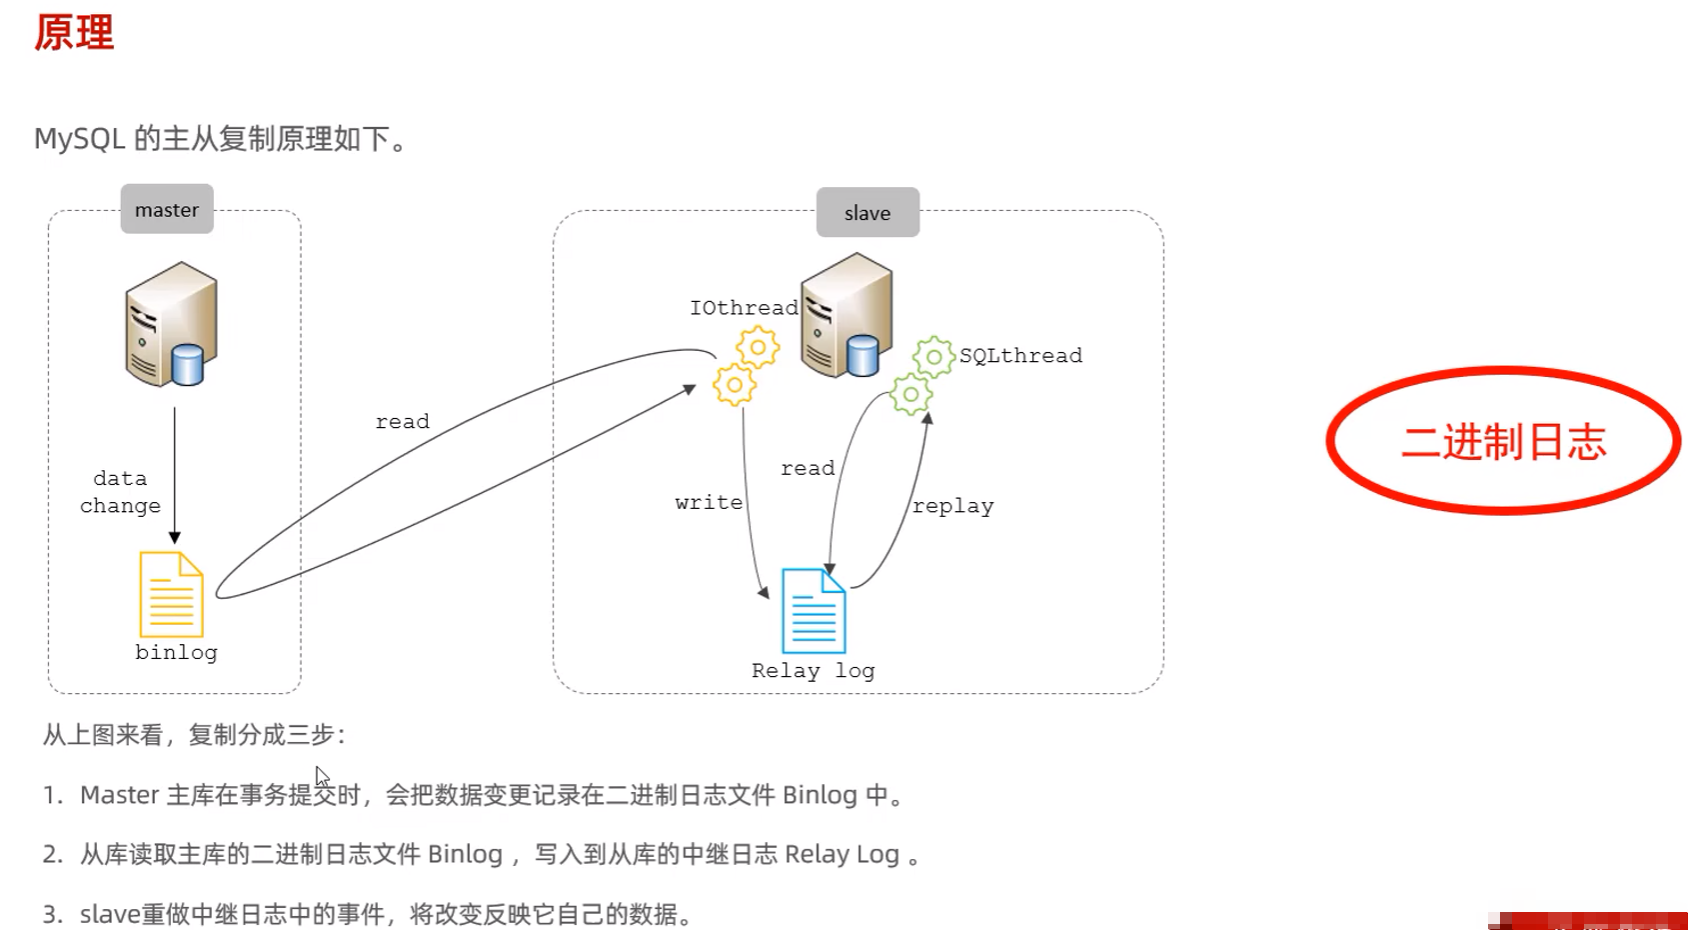 原理
MySQL 的主从复制原理如下。
master
slave
IOthread
SQLthread
read
data
change
read
write
replay
binlog
Relay log
二进制日志
从上图来看，复制分成三步：
1. Master 主库在事务提交时，会把数据变更记录在二进制日志文件 Binlog 中。
2. 从库读取主库的二进制日志文件 Binlog ，写入到从库的中继日志 Relay Log 。
3. slave重做中继日志中的事件，将改变反映它自己的数据。